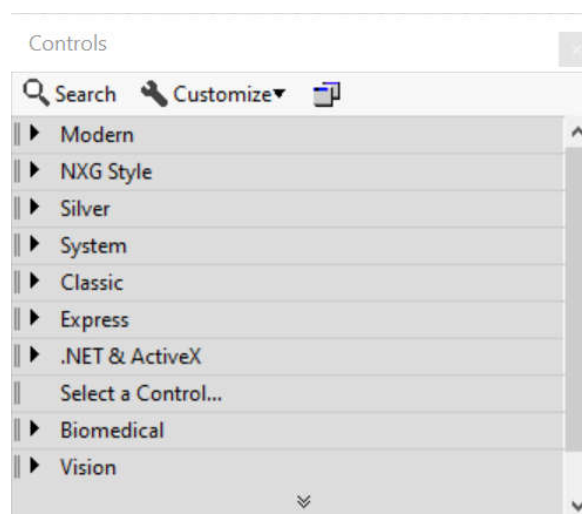 Controls
Search Customize
Modern
NXG Style
Silver
System
Classic
Express
.NET & ActiveX
Select a Control...
Biomedical
Vision